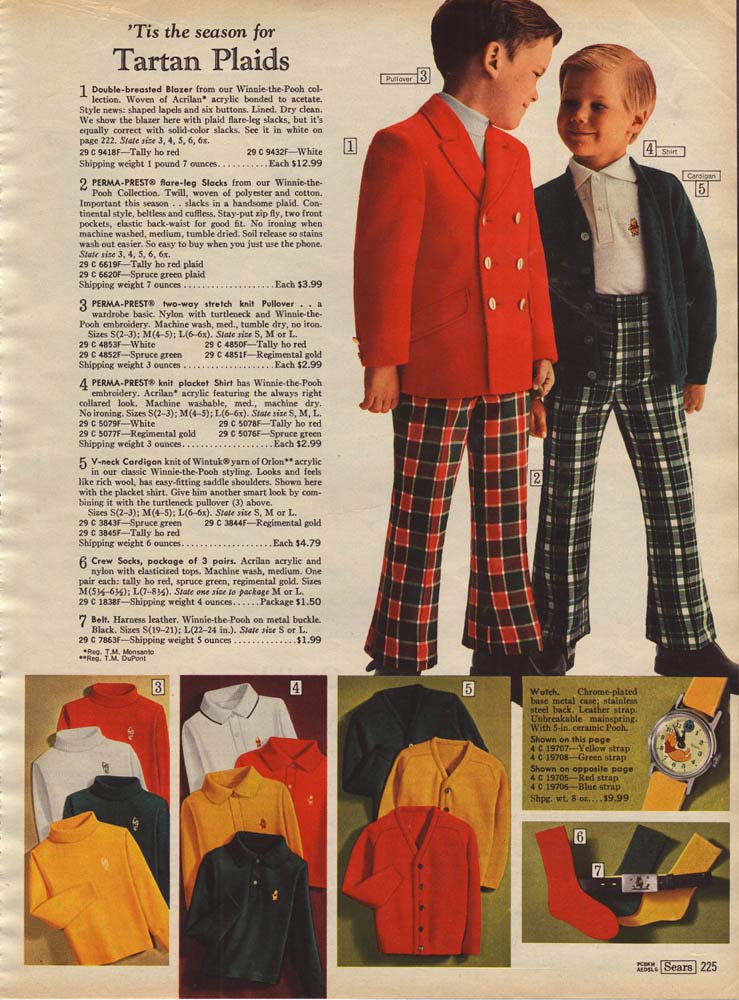 'Tis the season for
Tartan Plaids
1 Double-breasted Blazer from our Winnie-the-Pooh col-
lection. Woven of Acrilan* acrylic bonded to acetate.
Style news: shaped lapels and six buttons. Lined. Dry clean.
We show the blazer here with plaid flare-leg slacks, but it's
equally correct with solid-color slacks. See it in white on
page 222. State size 3, 4, 5, 6, 6x.
29 C 9418F—Tally ho red 29 C 9432F—White
Shipping weight 1 pound 7 ounces...........Each $12.99
2 PERMA-PREST® flare-leg Slacks from our Winnie-the-
Pooh Collection. Twill, woven of polyester and cotton.
Important this season . . slacks in a handsome plaid. Con-
tinental style, beltless and cuffless. Stay-put zip fly, two front
pockets, elastic back-waist for good fit. No ironing when
machine washed, medium, tumble dried. Soil release so stains
wash out easier. So easy to buy when you just use the phone.
State size 3, 4, 5, 6, 6x.
29 C 6619F—Tally ho red plaid
29 C 6620F—Spruce green plaid
Shipping weight 7 ounces..................Each $3.99
3 PERMA-PREST® two-way stretch knit Pullover . . a
wardrobe basic. Nylon with turtleneck and Winnie-the-
Pooh embroidery. Machine wash, med., tumble dry, no iron.
Sizes S(2-3); M(4-5); L(6-6x). State size S, M or L.
29 C 4853F—White 29 C 4850F—Tally ho red
29 C 4852F—Spruce green 29 C 4851F—Regimental gold
Shipping weight 3 ounces..................Each $2.99
4 PERMA-PREST® knit placket Shirt has Winnie-the-Pooh
embroidery. Acrilan* acrylic featuring the always right
collared look. Machine washable, med., machine dry.
No ironing. Sizes S(2-3); M(4-5); L(6-6x). State size S, M, L.
29 C 5079F—White 29 C 5078F—Tally ho red
29 C 5077F—Regimental gold 29 C 5076F—Spruce green
Shipping weight 3 ounces..................Each $2.99
5 V-neck Cardigan knit of Wintuk® yarn of Orlon** acrylic
in our classic Winnie-the-Pooh styling. Looks and feels
like rich wool, has easy-fitting saddle shoulders. Shown here
with the placket shirt. Give him another smart look by com-
bining it with the turtleneck pullover (3) above.
Sizes S(2-3); M(4-5); L(6-6x). State size S, M or L.
29 C 3843F—Spruce green 29 C 3844F—Regimental gold
29 C 3845F—Tally ho red
Shipping weight 6 ounces..................Each $4.79
6 Crew Socks, package of 3 pairs. Acrilan acrylic and
nylon with elasticized tops. Machine wash, medium. One
pair each: tally ho red, spruce green, regimental gold. Sizes
M(5½-6½); L(7-8½). State one size to package M or L.
29 C 1838F—Shipping weight 4 ounces......Package $1.50
7 Belt. Harness leather. Winnie-the-Pooh on metal buckle.
Black. Sizes S(19-21); L(22-24 in.). State size S or L.
29 C 7863F—Shipping weight 5 ounces..............$1.99
*Reg. T.M. Monsanto
**Reg. T.M. DuPont
Pullover 3
1
4 Shirt
Cardigan
5
2
3
4
5
Watch. Chrome-plated
base metal case; stainless
steel back. Leather strap.
Unbreakable mainspring.
With 5-in. ceramic Pooh.
Shown on this page
4 C 19707—Yellow strap
4 C 19708—Green strap
Shown on opposite page
4 C 19705—Red strap
4 C 19706—Blue strap
Shpg. wt. 8 oz....$9.99
6
7
PCBKM
AEDSLG Sears 225